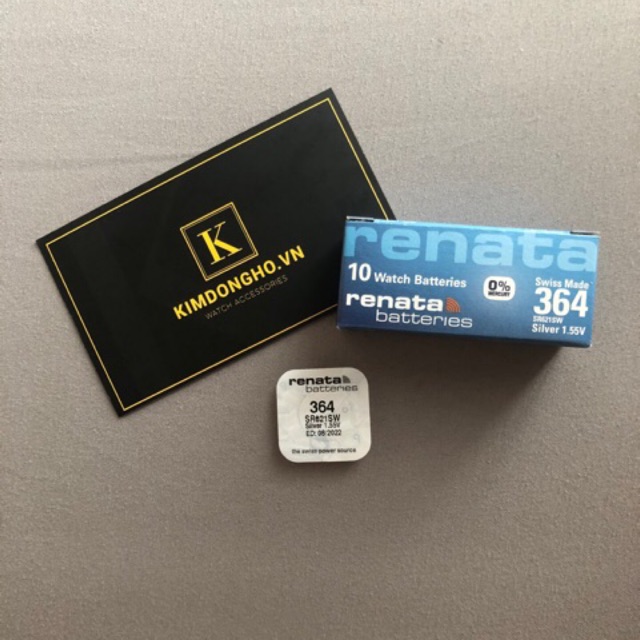 K
KIMDONGHO.VN
WATCH ACCESSORIES
renata
10 Watch Batteries
0%
MERCURY
Swiss Made
364
SR621SW
Silver 1.55V
renata
batteries
renata
batteries
364
SR621SW
Silver 1.55V
ED: 05/2022
the swiss power source